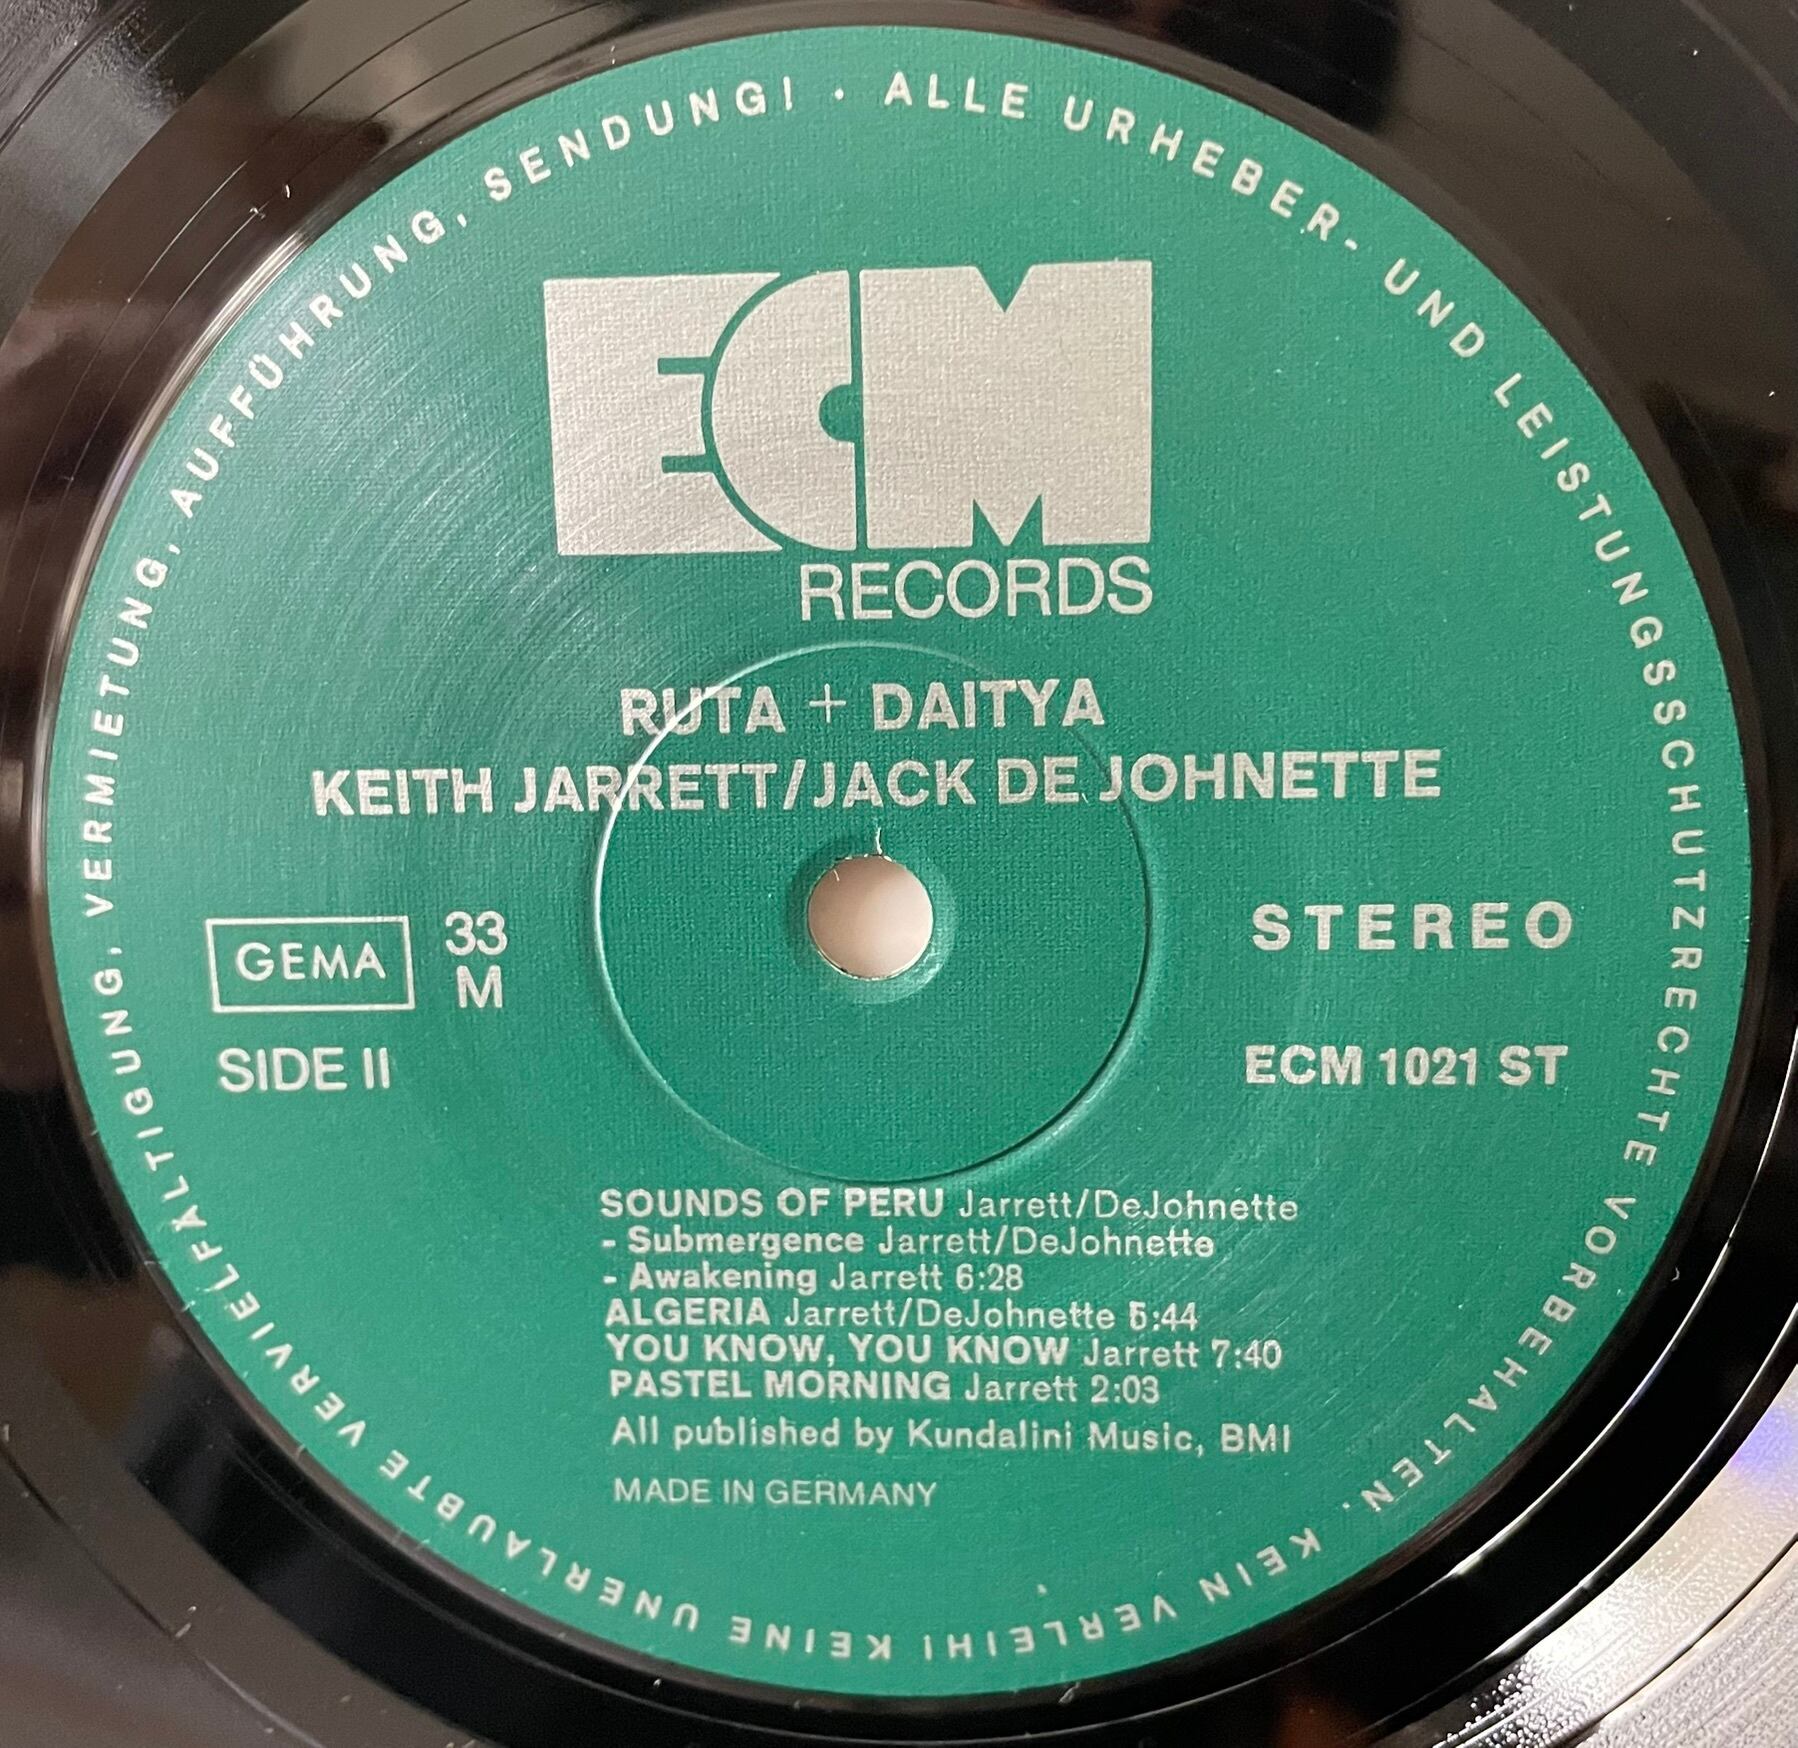 ALLE URHEBER- UND LEISTUNGSSCHUTZRECHTE VORBEHALTEN. KEIN VERLEIH! KEINE UNERLAUBTE VERVIELFÄLTIGUNG, VERMIETUNG, AUFFÜHRUNG, SENDUNG! ·
ECM
RECORDS
RUTA + DAITYA
KEITH JARRETT/JACK DE JOHNETTE
GEMA
33
M
STEREO
SIDE II
ECM 1021 ST
SOUNDS OF PERU Jarrett/DeJohnette
- Submergence Jarrett/DeJohnette
- Awakening Jarrett 6:28
ALGERIA Jarrett/DeJohnette 5:44
YOU KNOW, YOU KNOW Jarrett 7:40
PASTEL MORNING Jarrett 2:03
All published by Kundalini Music, BMI
MADE IN GERMANY